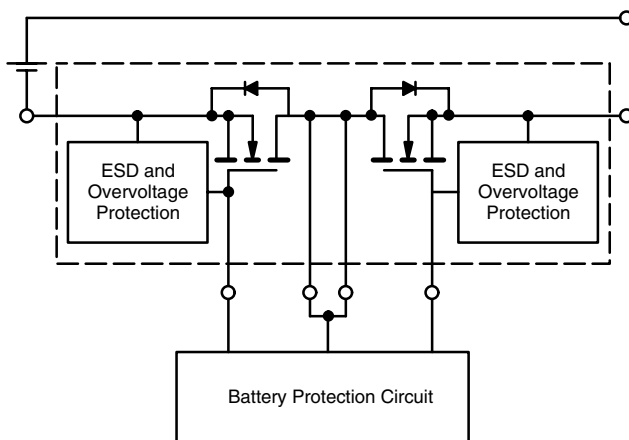 ESD and
Overvoltage
Protection
ESD and
Overvoltage
Protection
Battery Protection Circuit